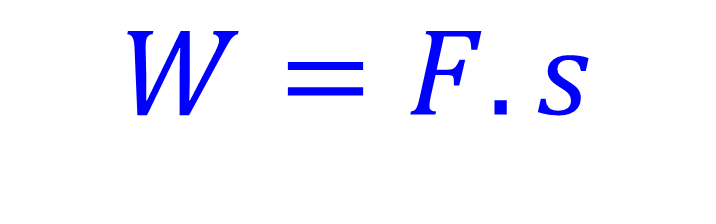 W = F.s